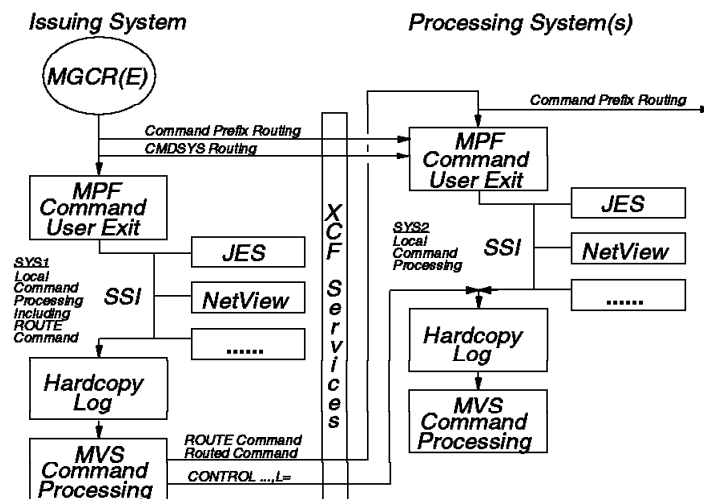 Issuing System
Processing System(s)
MGCR(E)
Command Prefix Routing
Command Prefix Routing
CMDSYS Routing
MPF
Command
User Exit
MPF
Command
User Exit
XCF Services
SYS1
Local
Command
Processing
Including
ROUTE
Command
SSI
JES
NetView
......
SYS2
Local
Command
Processing
SSI
JES
NetView
......
Hardcopy
Log
Hardcopy
Log
MVS
Command
Processing
MVS
Command
Processing
ROUTE Command
Routed Command
CONTROL ...,L=